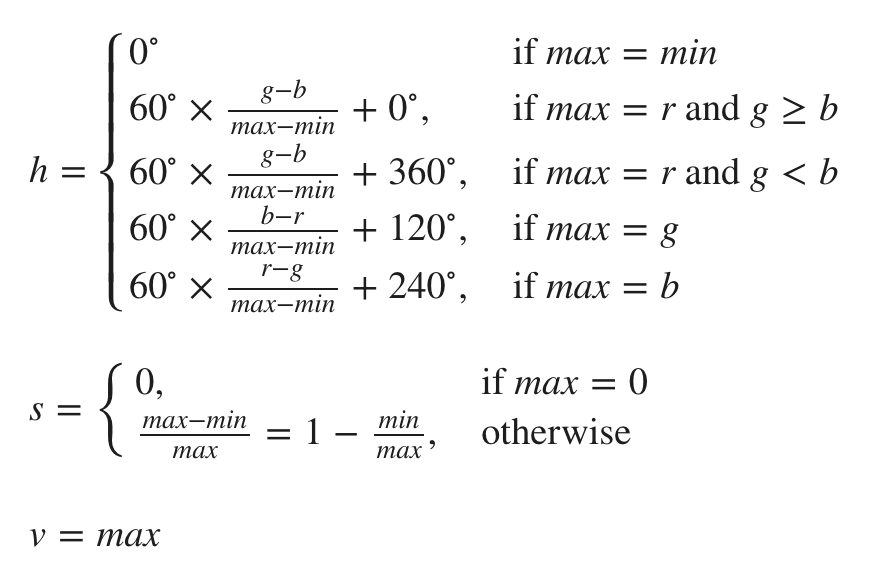 h = { 0° if max = min
60° × (g−b)/(max−min) + 0°, if max = r and g ≥ b
60° × (g−b)/(max−min) + 360°, if max = r and g < b
60° × (b−r)/(max−min) + 120°, if max = g
60° × (r−g)/(max−min) + 240°, if max = b
s = { 0, if max = 0
(max−min)/max = 1 − min/max, otherwise
v = max